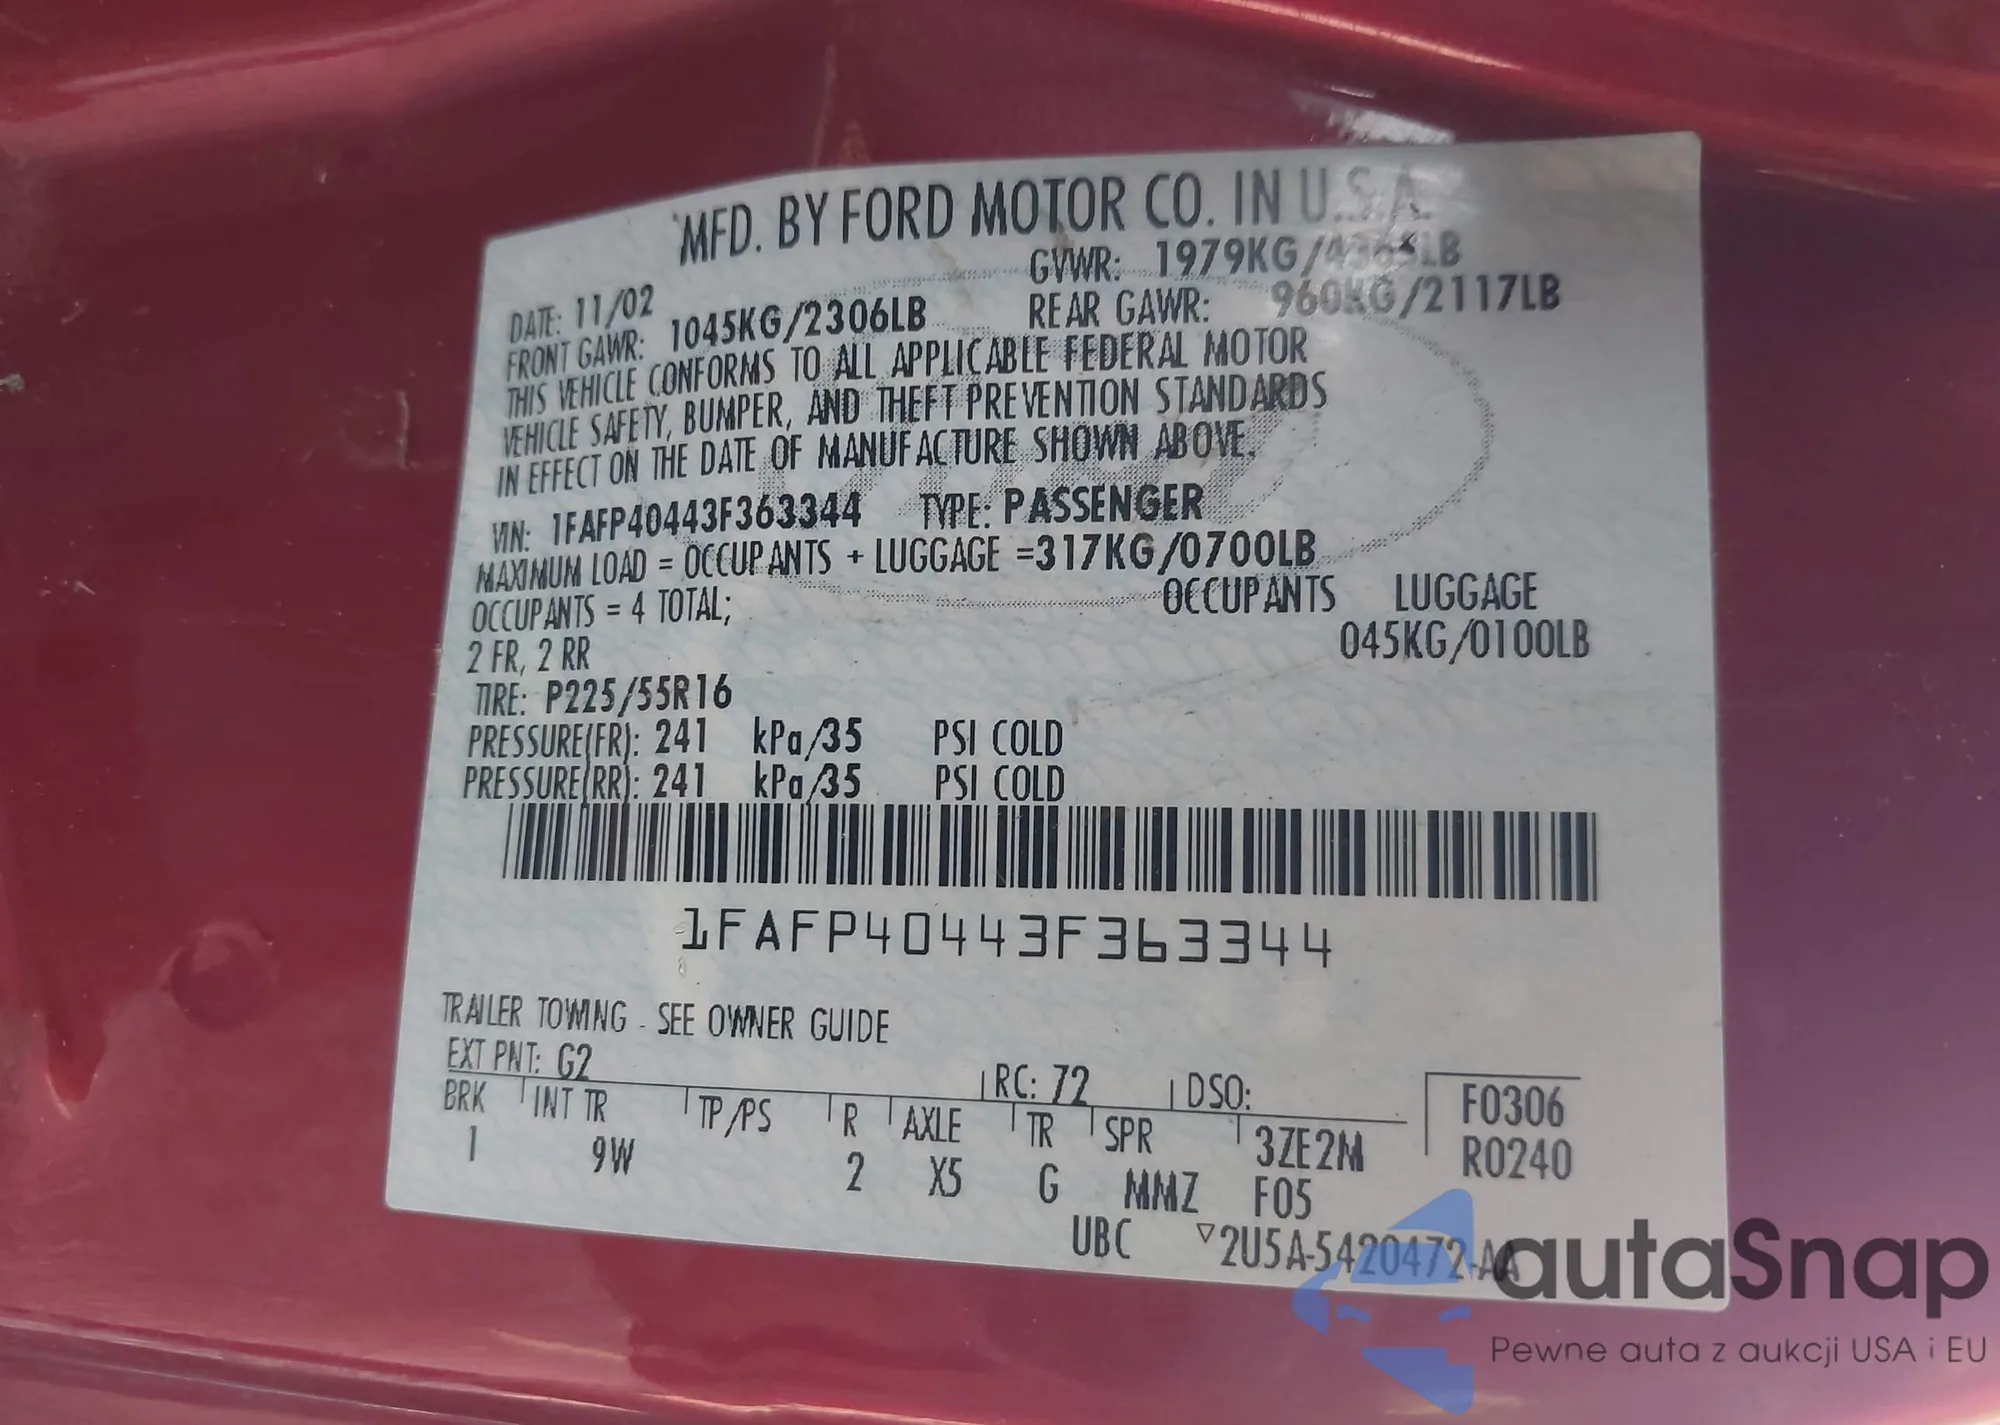 MFD. BY FORD MOTOR CO. IN U.S.A.
DATE: 11/02 GVWR: 1979KG/4365LB
FRONT GAWR: 1045KG/2306LB REAR GAWR: 960KG/2117LB
THIS VEHICLE CONFORMS TO ALL APPLICABLE FEDERAL MOTOR
VEHICLE SAFETY, BUMPER, AND THEFT PREVENTION STANDARDS
IN EFFECT ON THE DATE OF MANUFACTURE SHOWN ABOVE.
VIN: 1FAFP40443F363344 TYPE: PASSENGER
MAXIMUM LOAD = OCCUPANTS + LUGGAGE =317KG/0700LB
OCCUPANTS = 4 TOTAL; OCCUPANTS LUGGAGE
2 FR, 2 RR 045KG/0100LB
TIRE: P225/55R16
PRESSURE(FR): 241 kPa/35 PSI COLD
PRESSURE(RR): 241 kPa/35 PSI COLD
1FAFP40443F363344
TRAILER TOWING - SEE OWNER GUIDE
EXT PNT: G2 RC: 72 DSO: F0306
BRK INT TR TP/PS R AXLE TR SPR 3ZE2M R0240
1 9W 2 X5 G MMMZ F05
UBC ▽2U5A-5420472-AA
autaSnap
Pewne auta z aukcji USA i EU